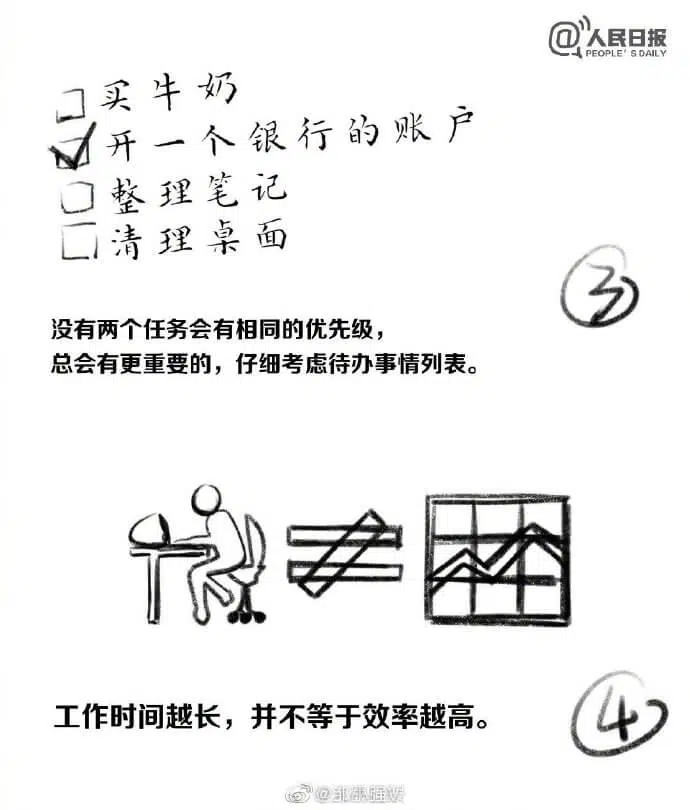 @人民日报
PEOPLE'S DAILY
买牛奶
开一个银行的账户
整理笔记
清理桌面
3
没有两个任务会有相同的优先级，
总会有更重要的，仔细考虑待办事情列表。
工作时间越长，并不等于效率越高。
4